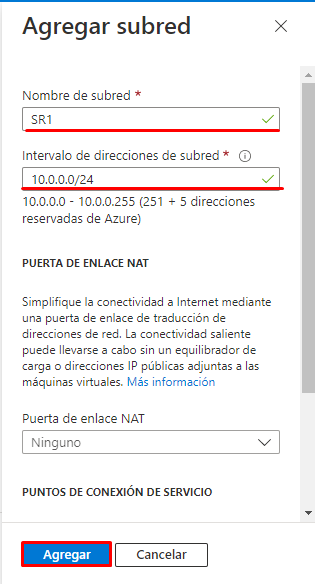 Agregar subred
Nombre de subred *
SR1
Intervalo de direcciones de subred *
10.0.0.0/24
10.0.0.0 - 10.0.0.255 (251 + 5 direcciones
reservadas de Azure)
PUERTA DE ENLACE NAT
Simplifique la conectividad a Internet mediante
una puerta de enlace de traducción de
direcciones de red. La conectividad saliente
puede llevarse a cabo sin un equilibrador de
carga o direcciones IP públicas adjuntas a las
máquinas virtuales. Más información
Puerta de enlace NAT
Ninguno
PUNTOS DE CONEXIÓN DE SERVICIO
Agregar
Cancelar